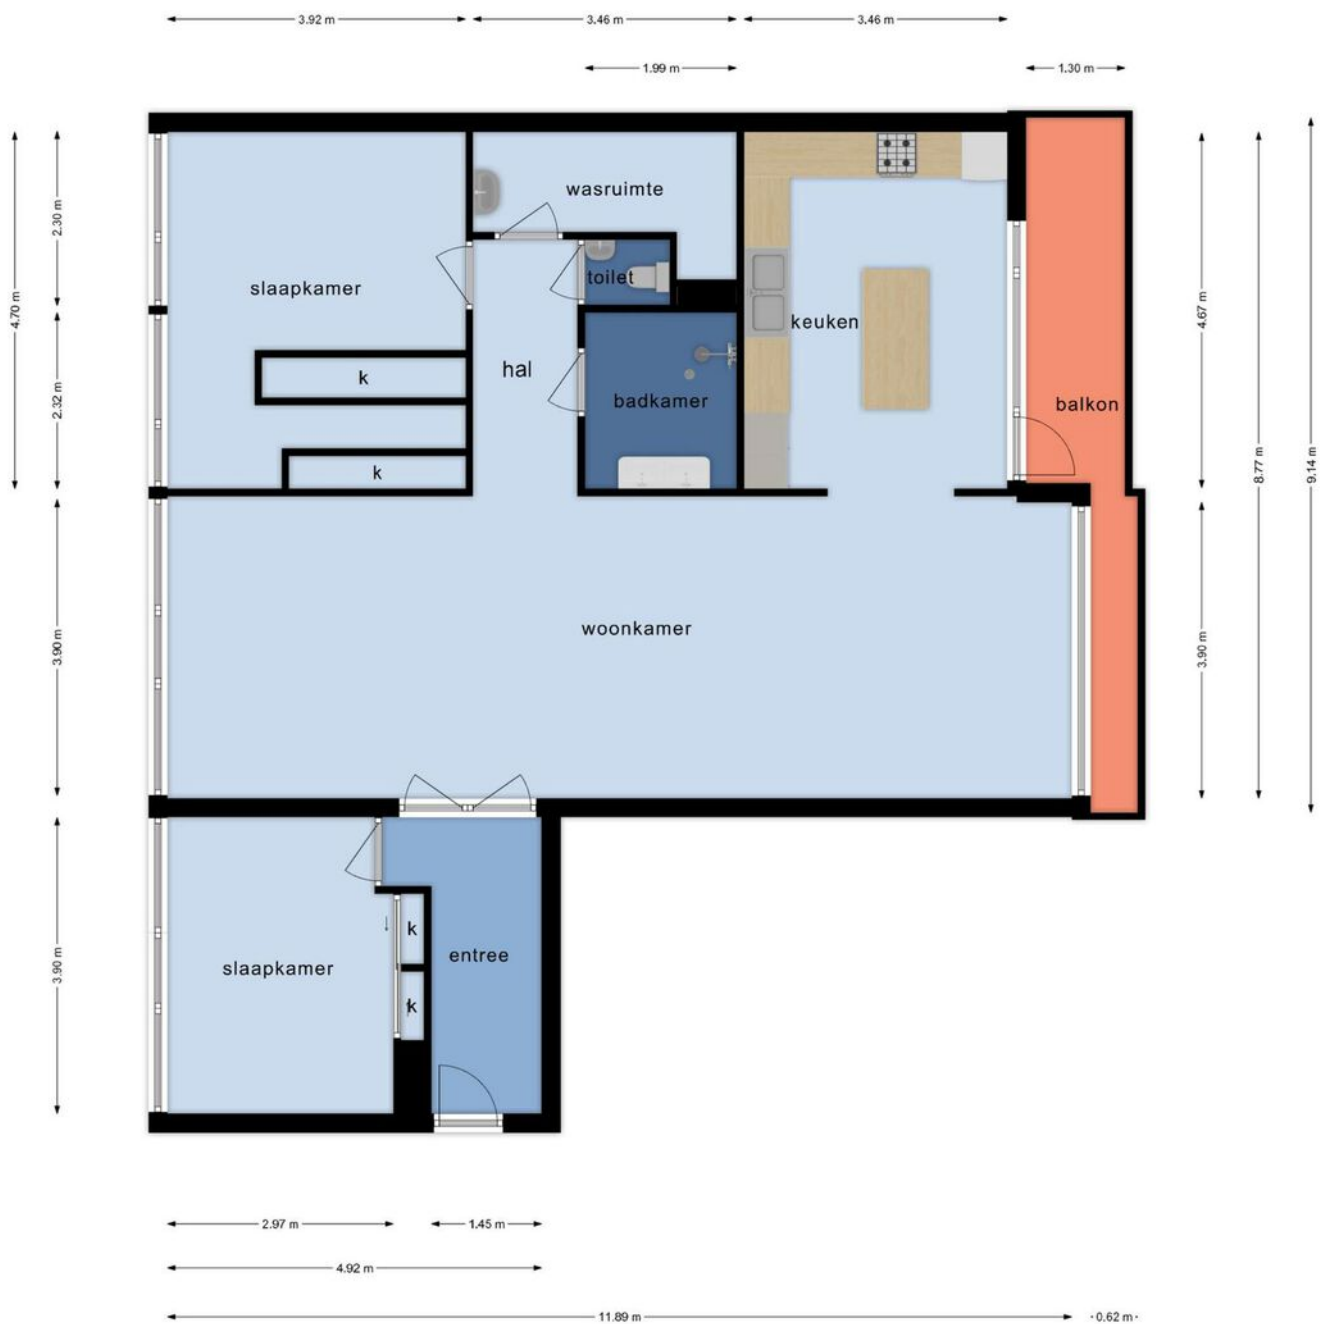 3.92 m
3.46 m
3.46 m
1.99 m
1.30 m
4.70 m
2.30 m
2.32 m
3.90 m
3.90 m
wasruimte
slaapkamer
toilet
keuken
hal
k
badkamer
balkon
k
woonkamer
k
entree
slaapkamer
k
4.67 m
3.90 m
8.77 m
9.14 m
2.97 m
1.45 m
4.92 m
11.89 m
0.62 m